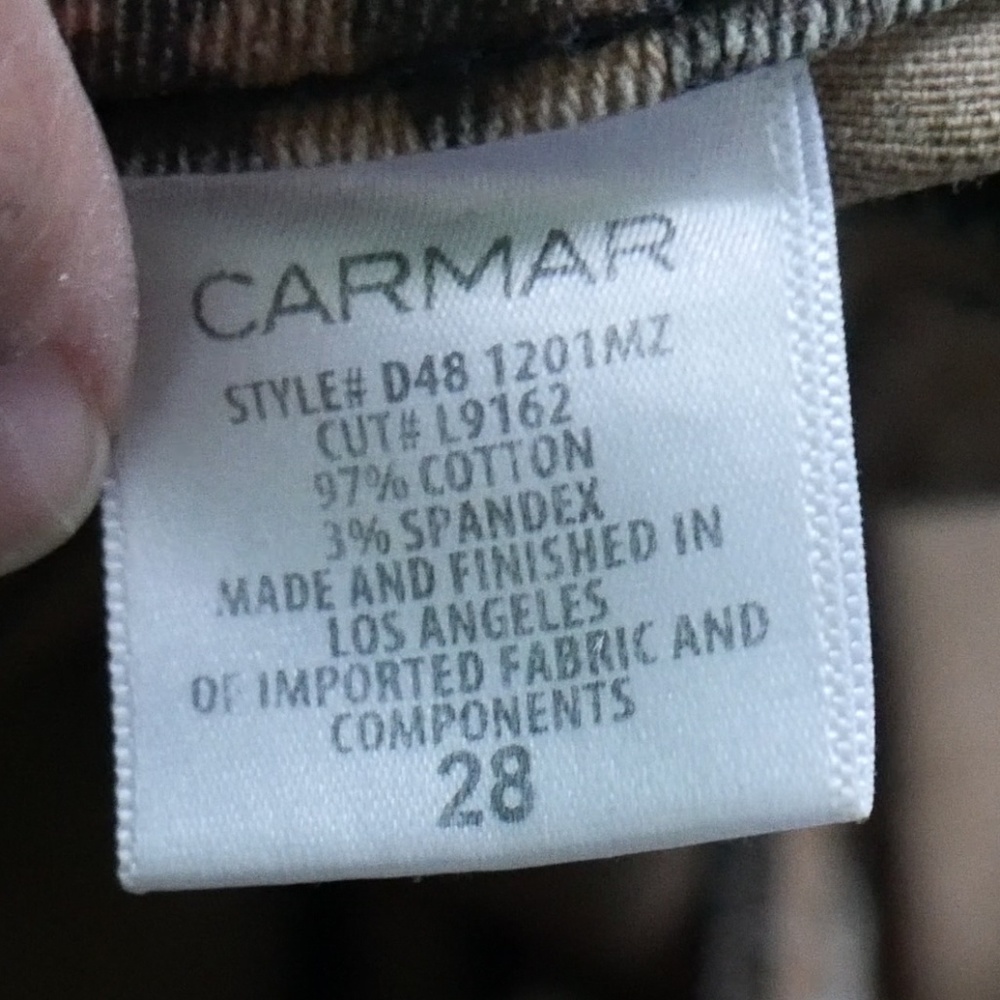 CARMAR
STYLE# D48 1201MZ
CUT# L9162
97% COTTON
3% SPANDEX
MADE AND FINISHED IN
LOS ANGELES
OF IMPORTED FABRIC AND
COMPONENTS
28